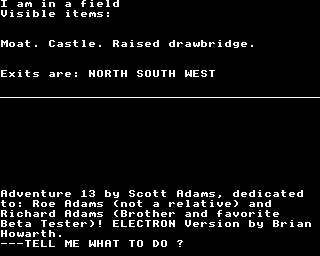 I am in a field
Visible items:
Moat. Castle. Raised drawbridge.
Exits are: NORTH SOUTH WEST
Adventure 13 by Scott Adams, dedicated
to: Roe Adams (not a relative) and
Richard Adams (Brother and favorite
Beta Tester)! ELECTRON Version by Brian
Howarth.
---TELL ME WHAT TO DO ?